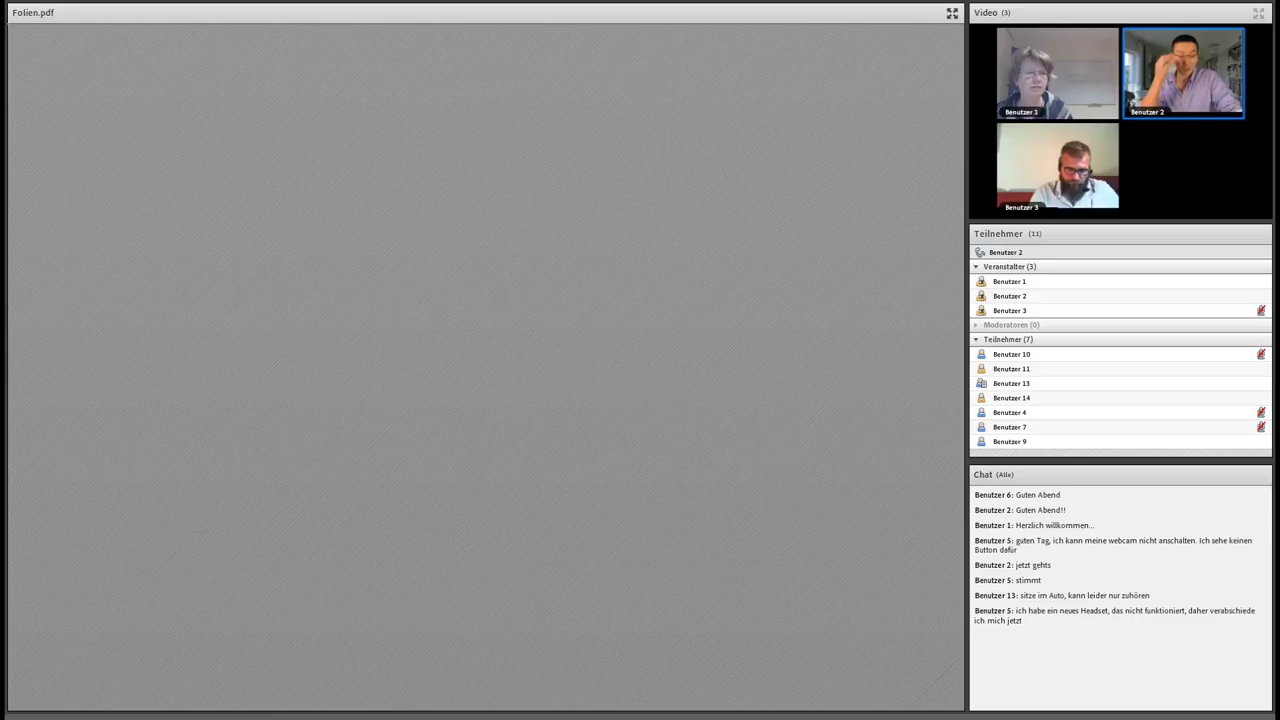 Folien.pdf
Video (3)
Benutzer 1
Benutzer 2
Benutzer 3
Teilnehmer (11)
Benutzer 2
Veranstalter (3)
Benutzer 1
Benutzer 2
Benutzer 3
Moderatoren (0)
Teilnehmer (7)
Benutzer 10
Benutzer 11
Benutzer 13
Benutzer 14
Benutzer 4
Benutzer 7
Benutzer 9
Chat (Alle)
Benutzer 6: Guten Abend
Benutzer 2: Guten Abend!!
Benutzer 1: Herzlich willkommen...
Benutzer 5: guten Tag, ich kann meine webcam nicht anschalten. Ich sehe keinen
Button dafür
Benutzer 2: jetzt gehts
Benutzer 5: stimmt
Benutzer 13: sitze im Auto, kann leider nur zuhören
Benutzer 5: ich habe ein neues Headset, das nicht funktioniert, daher verabschiede
ich mich jetzt